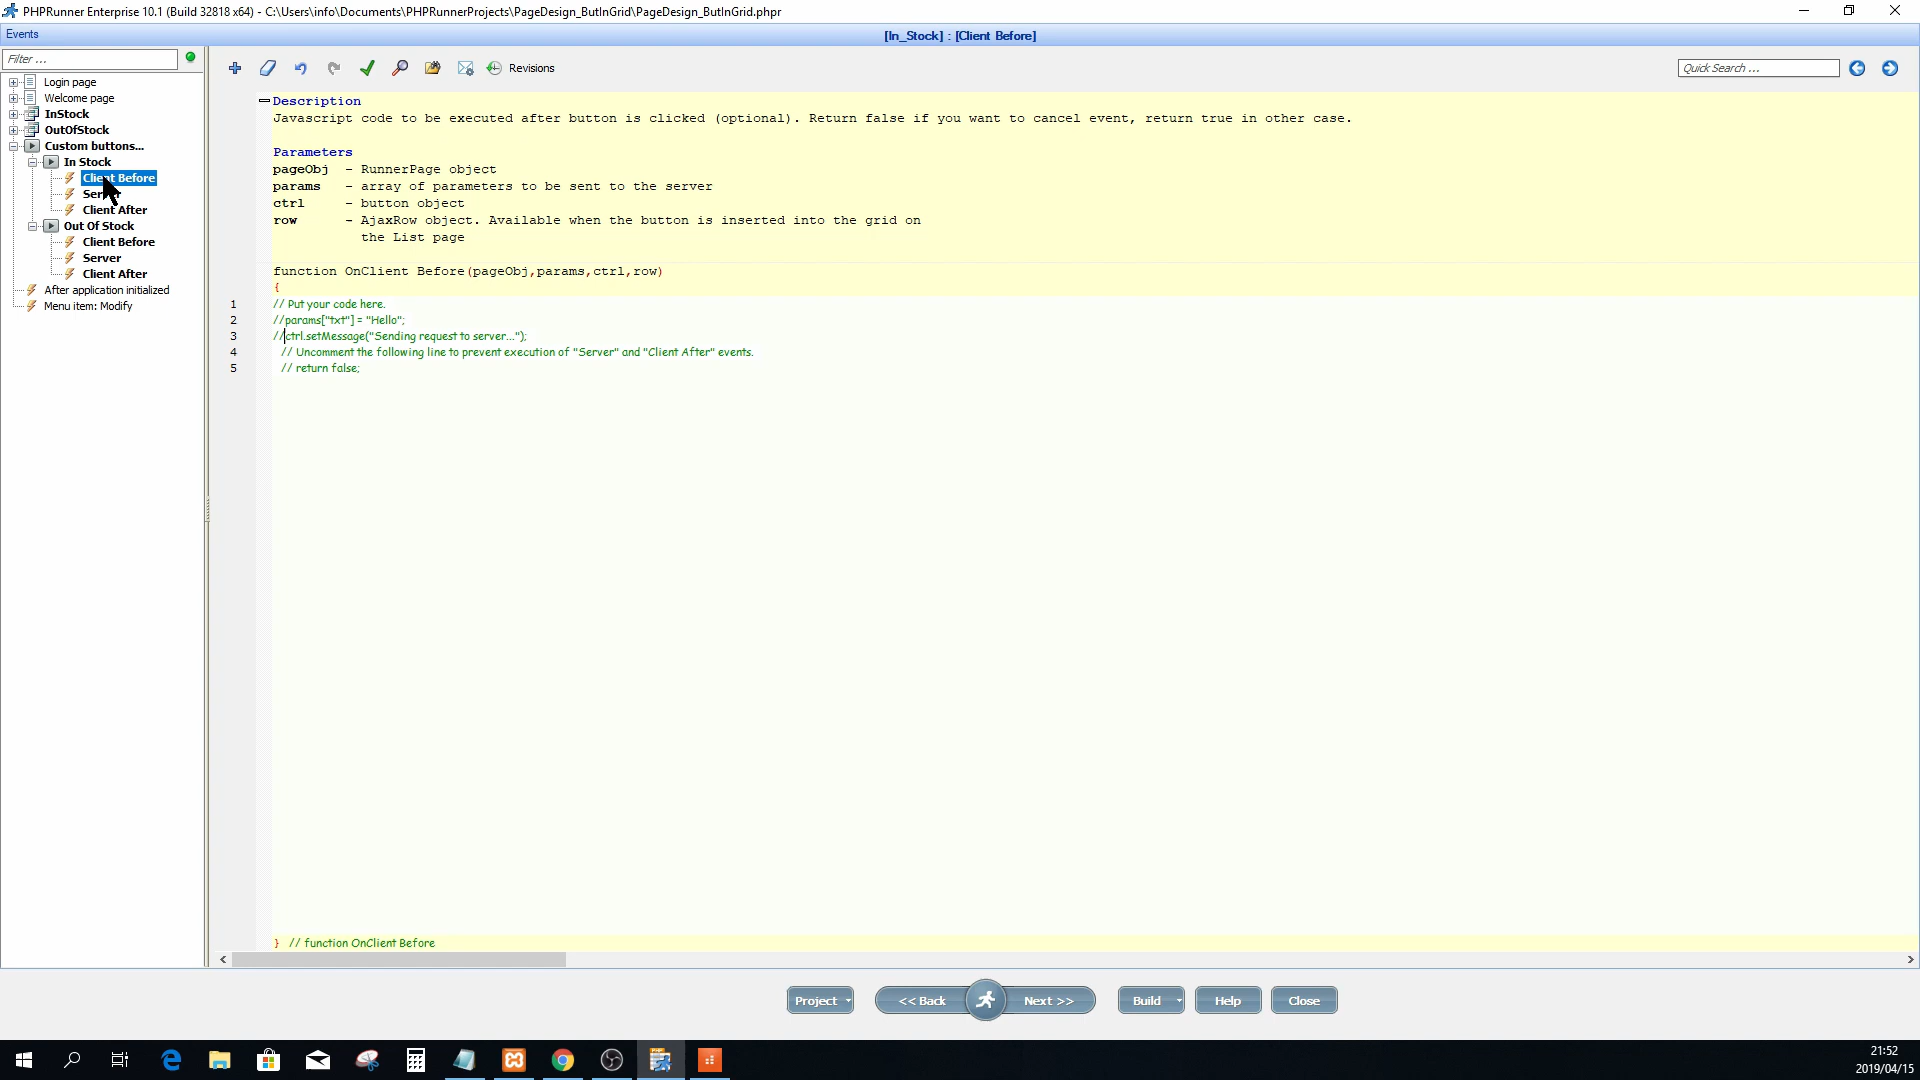 PHPRunner Enterprise 10.1 (Build 32818 x64) - C:\Users\info\Documents\PHPRunnerProjects\PageDesign_ButInGrid\PageDesign_ButInGrid.phpr
Events
[In_Stock] : [Client Before]
Filter ...
Revisions
Quick Search ...
Login page
Welcome page
InStock
OutOfStock
Custom buttons...
In Stock
Client Before
Server
Client After
Out Of Stock
Client Before
Server
Client After
After application initialized
Menu item: Modify
Description
Javascript code to be executed after button is clicked (optional). Return false if you want to cancel event, return true in other case.
Parameters
pageObj - RunnerPage object
params - array of parameters to be sent to the server
ctrl - button object
row - AjaxRow object. Available when the button is inserted into the grid on
the List page
function OnClient Before(pageObj,params,ctrl,row)
{
1 // Put your code here.
2 //params["txt"] = "Hello";
3 //ctrl.setMessage("Sending request to server...");
4 // Uncomment the following line to prevent execution of "Server" and "Client After" events.
5 // return false;
} // function OnClient Before
Project
<< Back
Next >>
Build
Help
Close
21:52
2019/04/15